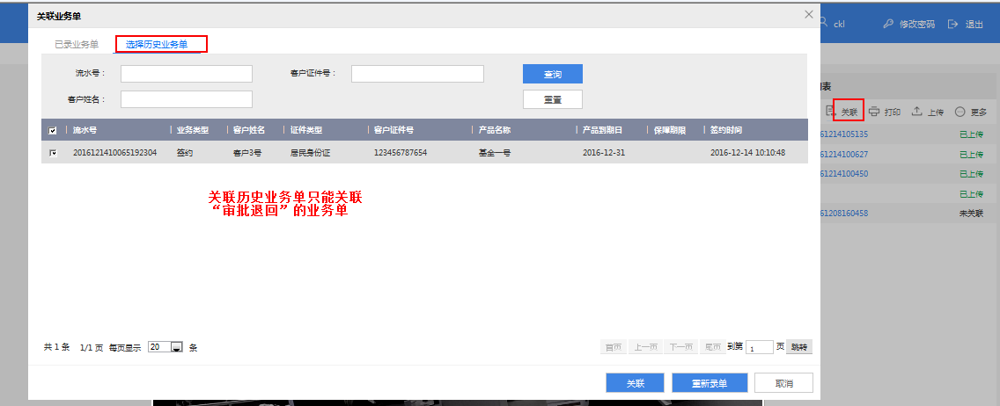 关联业务单
已录业务单 选择历史业务单
流水号： 客户证件号： 查询
客户姓名： 重置
流水号 业务类型 客户姓名 证件类型 客户证件号 产品名称 产品到期日 保障期限 签约时间
2016121410065192304 签约 客户3号 居民身份证 123456787654 基金一号 2016-12-31 2016-12-14 10:10:48
关联历史业务单只能关联
“审批退回”的业务单
共 1 条 1/1 页 每页显示 20 条 首页 上一页 下一页 尾页 到第 1 页 跳转
关联 重新录单 取消
ckl 修改密码 退出
表
关联 打印 上传 更多
61214105135 已上传
61214100627 已上传
61214100450 已上传
已上传
61208160458 未关联